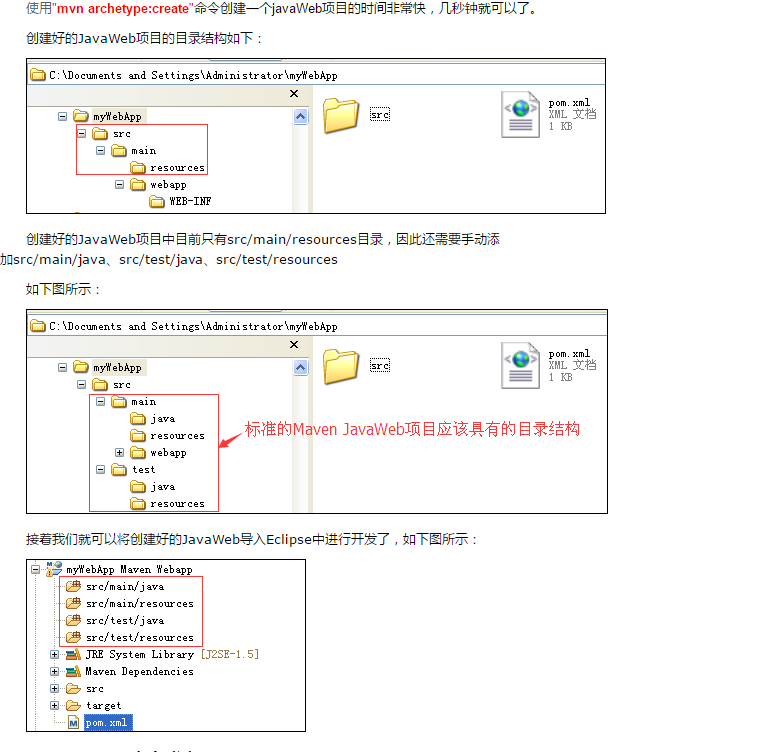 使用"mvn archetype:create"命令创建一个javaWeb项目的时间非常快，几秒钟就可以了。
创建好的JavaWeb项目的目录结构如下：
C:\Documents and Settings\Administrator\myWebApp
myWebApp
src
main
resources
webapp
WEB-INF
src
pom.xml
XML 文档
1 KB
创建好的JavaWeb项目中目前只有src/main/resources目录，因此还需要手动添
加src/main/java、src/test/java、src/test/resources
如下图所示：
C:\Documents and Settings\Administrator\myWebApp
myWebApp
src
main
java
resources
webapp
test
java
resources
src
pom.xml
XML 文档
1 KB
标准的Maven JavaWeb项目应该具有的目录结构
接着我们就可以将创建好的JavaWeb导入Eclipse中进行开发了，如下图所示：
myWebApp Maven Webapp
src/main/java
src/main/resources
src/test/java
src/test/resources
JRE System Library [J2SE-1.5]
Maven Dependencies
src
target
pom.xml